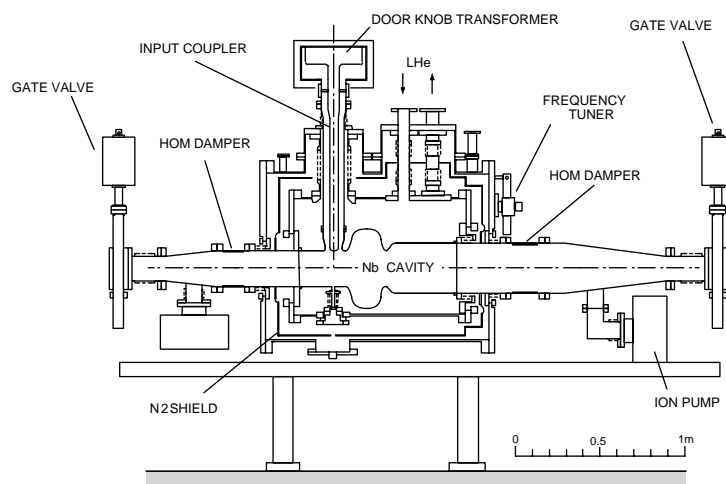 DOOR KNOB TRANSFORMER
GATE VALVE
INPUT COUPLER
LHe
GATE VALVE
FREQUENCY
TUNER
HOM DAMPER
HOM DAMPER
Nb CAVITY
N2SHIELD
ION PUMP
0
0.5
1m